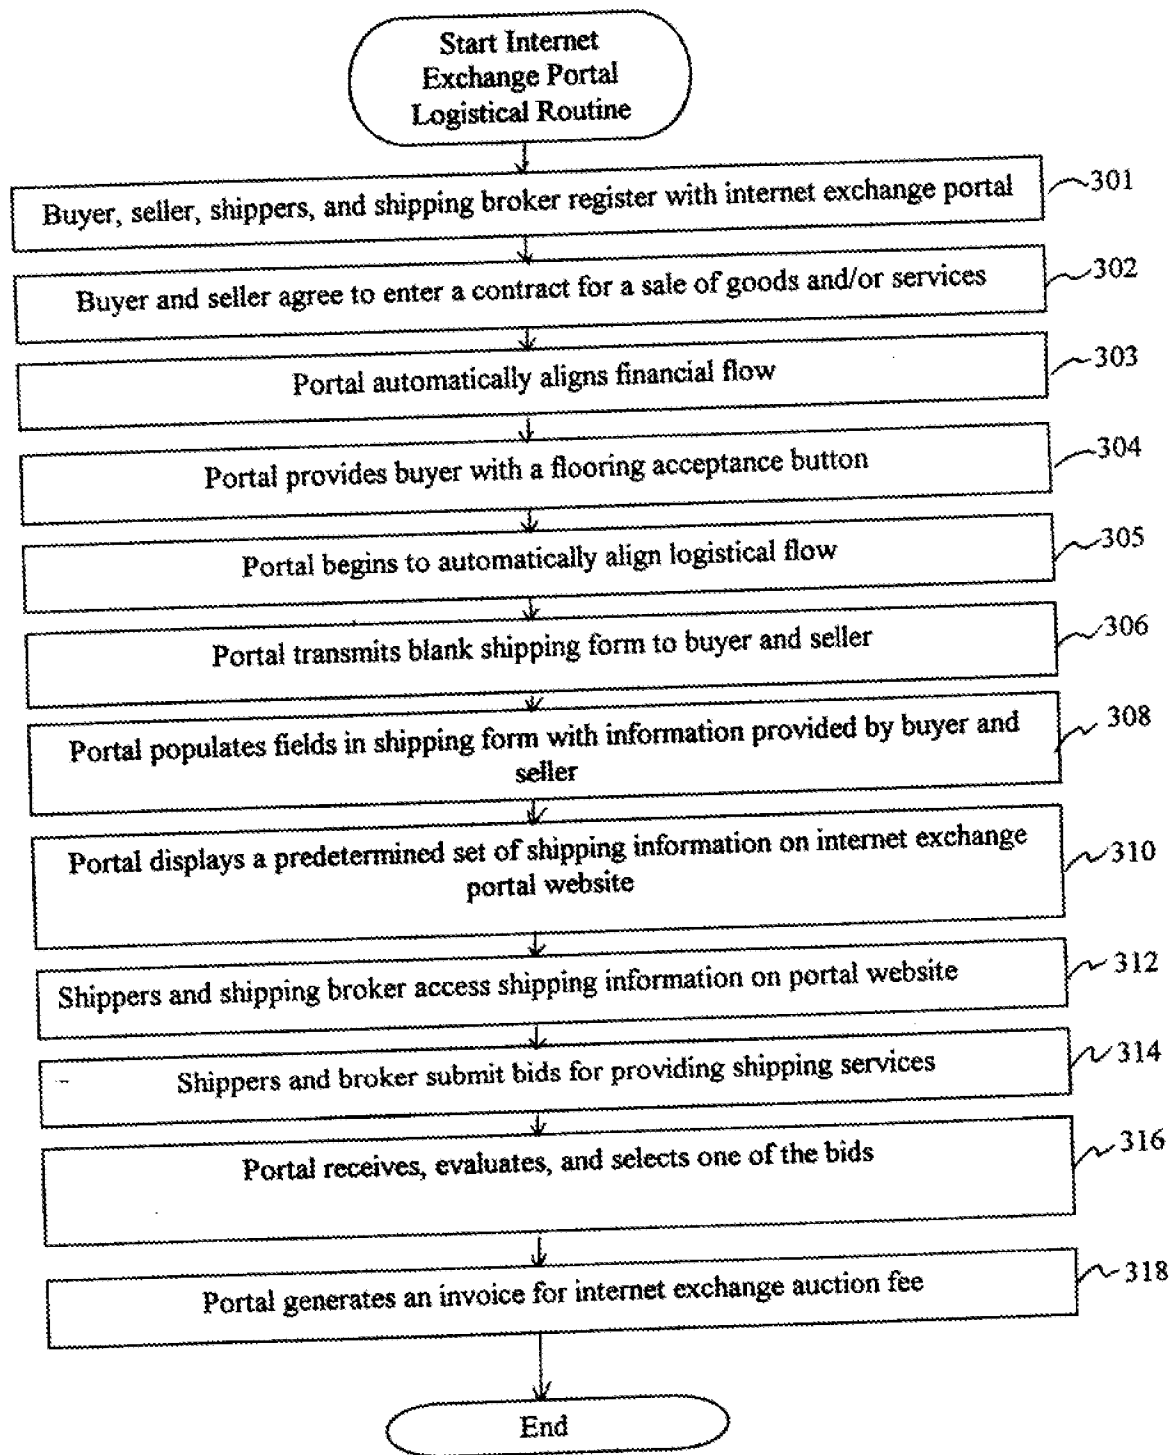 Start Internet
Exchange Portal
Logistical Routine
Buyer, seller, shippers, and shipping broker register with internet exchange portal
301
Buyer and seller agree to enter a contract for a sale of goods and/or services
302
Portal automatically aligns financial flow
303
Portal provides buyer with a flooring acceptance button
304
Portal begins to automatically align logistical flow
305
Portal transmits blank shipping form to buyer and seller
306
Portal populates fields in shipping form with information provided by buyer and
seller
308
Portal displays a predetermined set of shipping information on internet exchange
portal website
310
Shippers and shipping broker access shipping information on portal website
312
Shippers and broker submit bids for providing shipping services
314
Portal receives, evaluates, and selects one of the bids
316
Portal generates an invoice for internet exchange auction fee
318
End